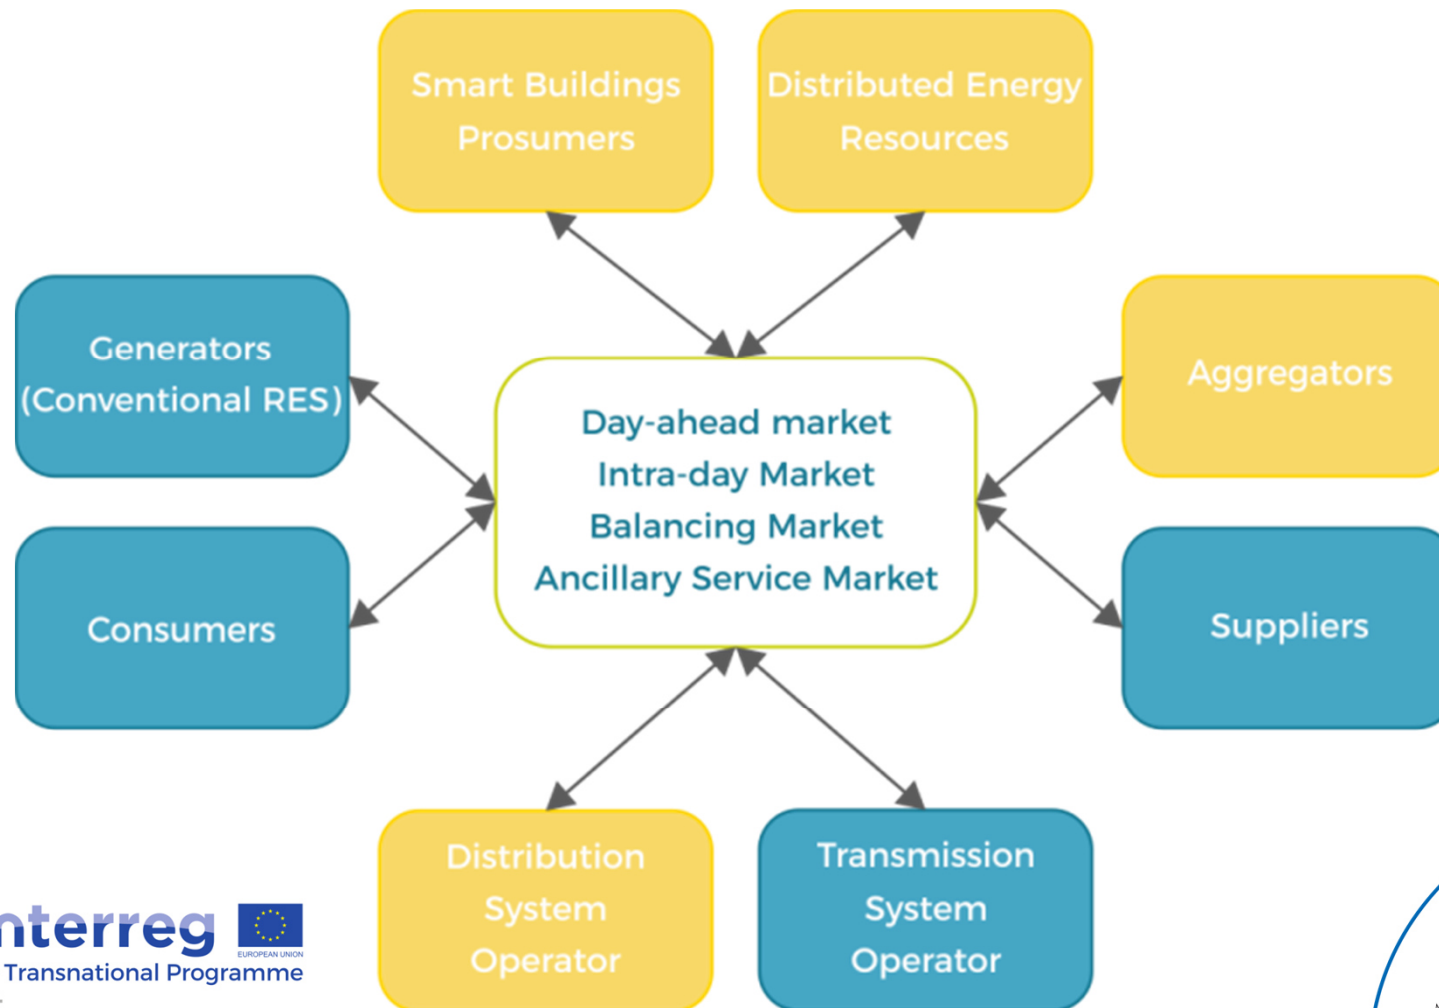 Smart Buildings
Prosumers
Distributed Energy
Resources
Generators
(Conventional RES)
Aggregators
Day-ahead market
Intra-day Market
Balancing Market
Ancillary Service Market
Consumers
Suppliers
Distribution
System
Operator
Transmission
System
Operator
nterreg
EUROPEAN UNION
Transnational Programme